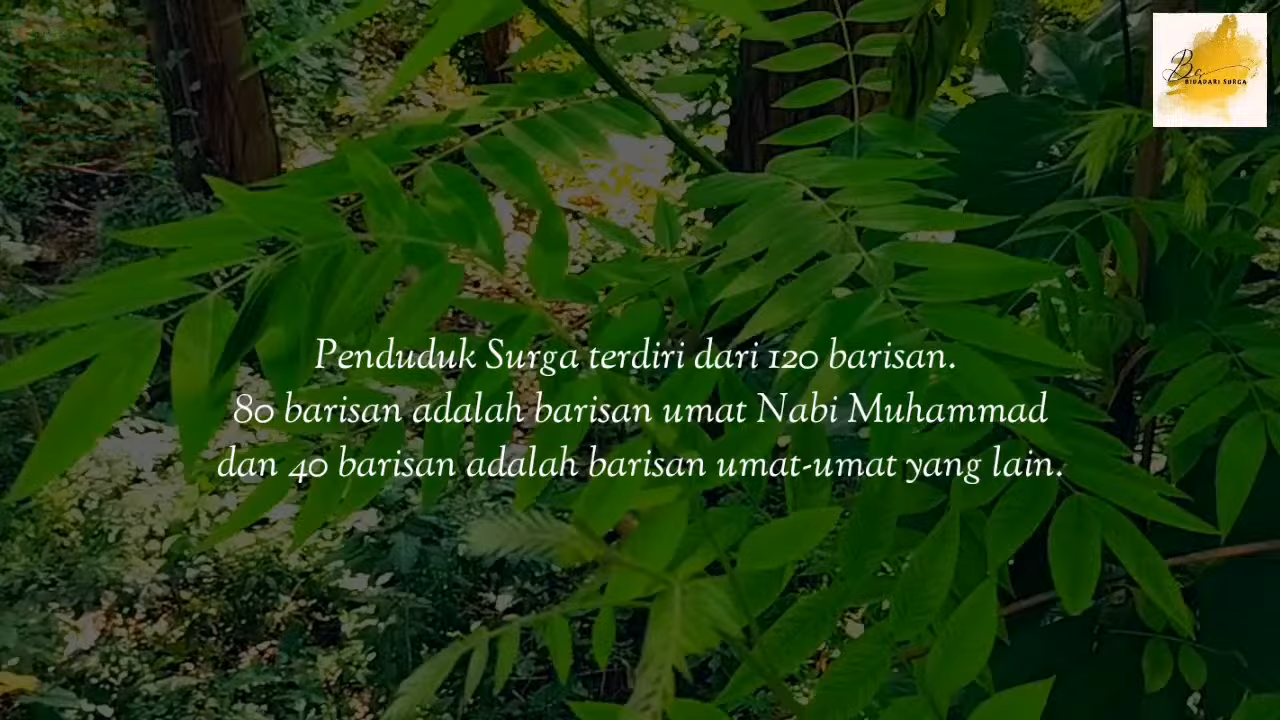 Bs
BIDADARI SURGA
Penduduk Surga terdiri dari 120 barisan.
80 barisan adalah barisan umat Nabi Muhammad
dan 40 barisan adalah barisan umat-umat yang lain.